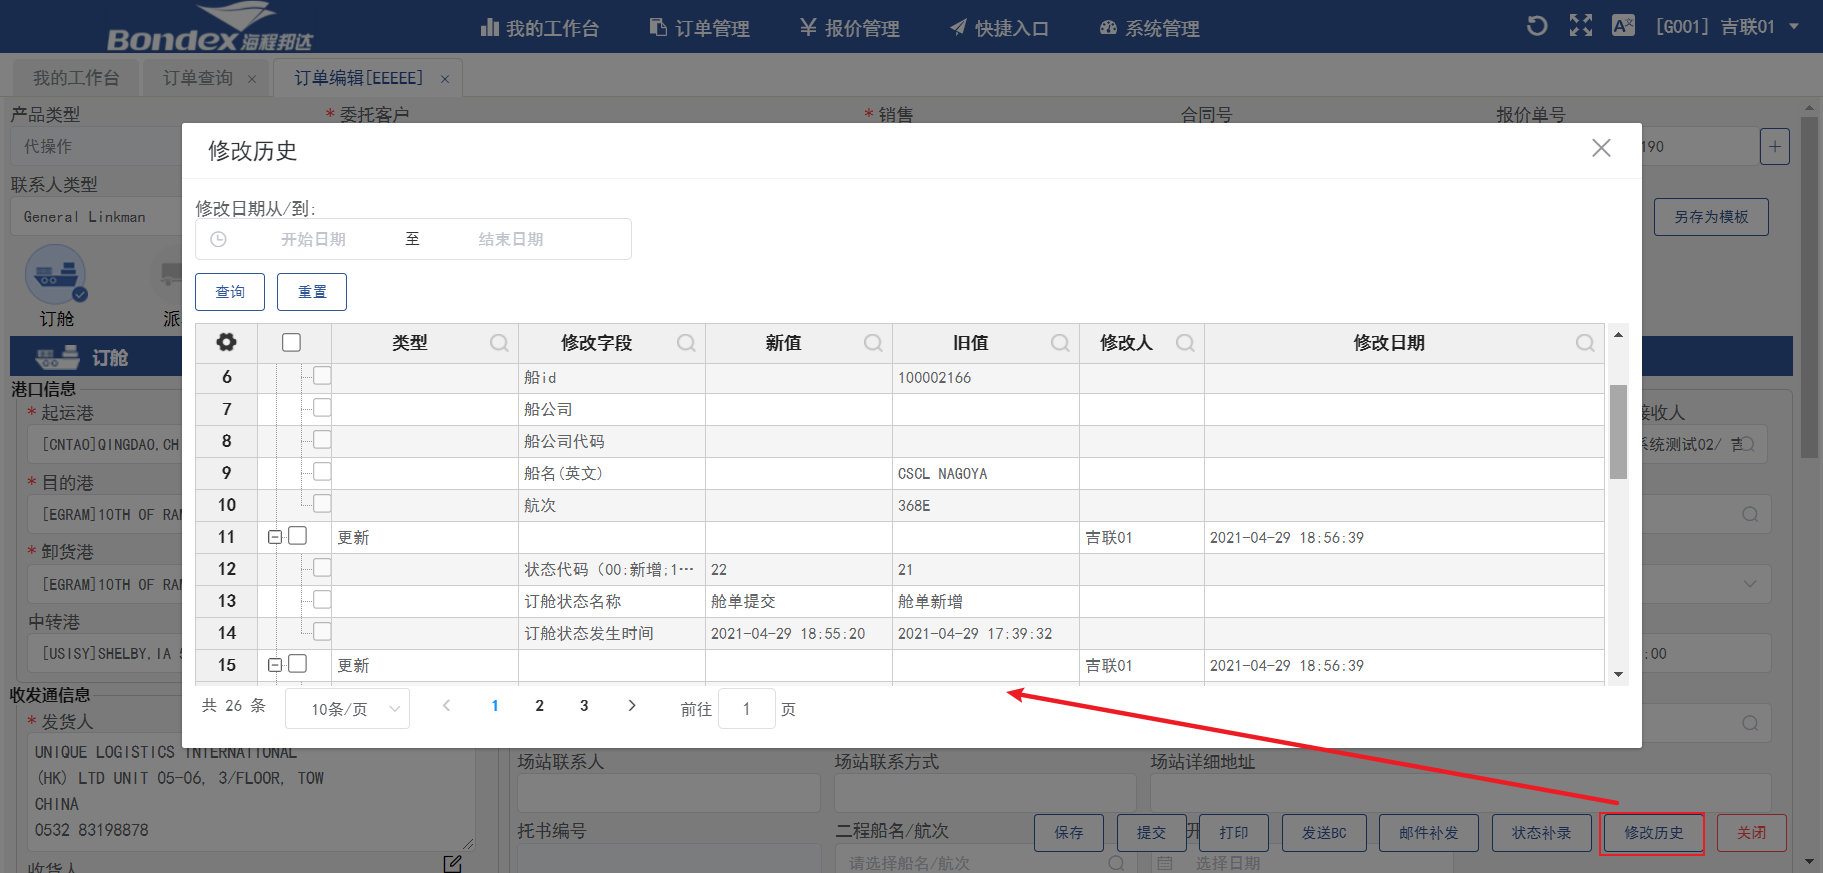 Bondex 海程邦达
我的工作台 订单管理 报价管理 快捷入口 系统管理
[G001] 吉联01
我的工作台 订单查询 × 订单编辑[EEEEE] ×
产品类型 * 委托客户 * 销售 合同号 报价单号
代操作
190
联系人类型
General Linkman
另存为模板
订舱
订舱
港口信息
* 起运港
[CNTAO]QINGDAO,CH
* 目的港
[EGRAM]10TH OF RAM
* 卸货港
[EGRAM]10TH OF RAM
中转港
[USISY]SHELBY,IA
收发通信息
* 发货人
UNIQUE LOGISTICS INTERNATIONAL
(HK) LTD UNIT 05-06, 3/FLOOR, TOW
CHINA
0532 83198878
收货人
接收人
系统测试02/ 吉
:00
修改历史
修改日期从/到:
开始日期 至 结束日期
查询 重置
类型 修改字段 新值 旧值 修改人 修改日期
6 船id 100002166
7 船公司
8 船公司代码
9 船名(英文) CSCL NAGOYA
10 航次 368E
11 更新 吉联01 2021-04-29 18:56:39
12 状态代码 (00:新增;1… 22 21
13 订舱状态名称 舱单提交 舱单新增
14 订舱状态发生时间 2021-04-29 18:55:20 2021-04-29 17:39:32
15 更新 吉联01 2021-04-29 18:56:39
共 26 条 10条/页 < 1 2 3 > 前往 1 页
场站联系人 场站联系方式 场站详细地址
托书编号 二程船名/航次 开
请选择船名/航次 选择日期
保存 提交 打印 发送BC 邮件补发 状态补录 修改历史 关闭